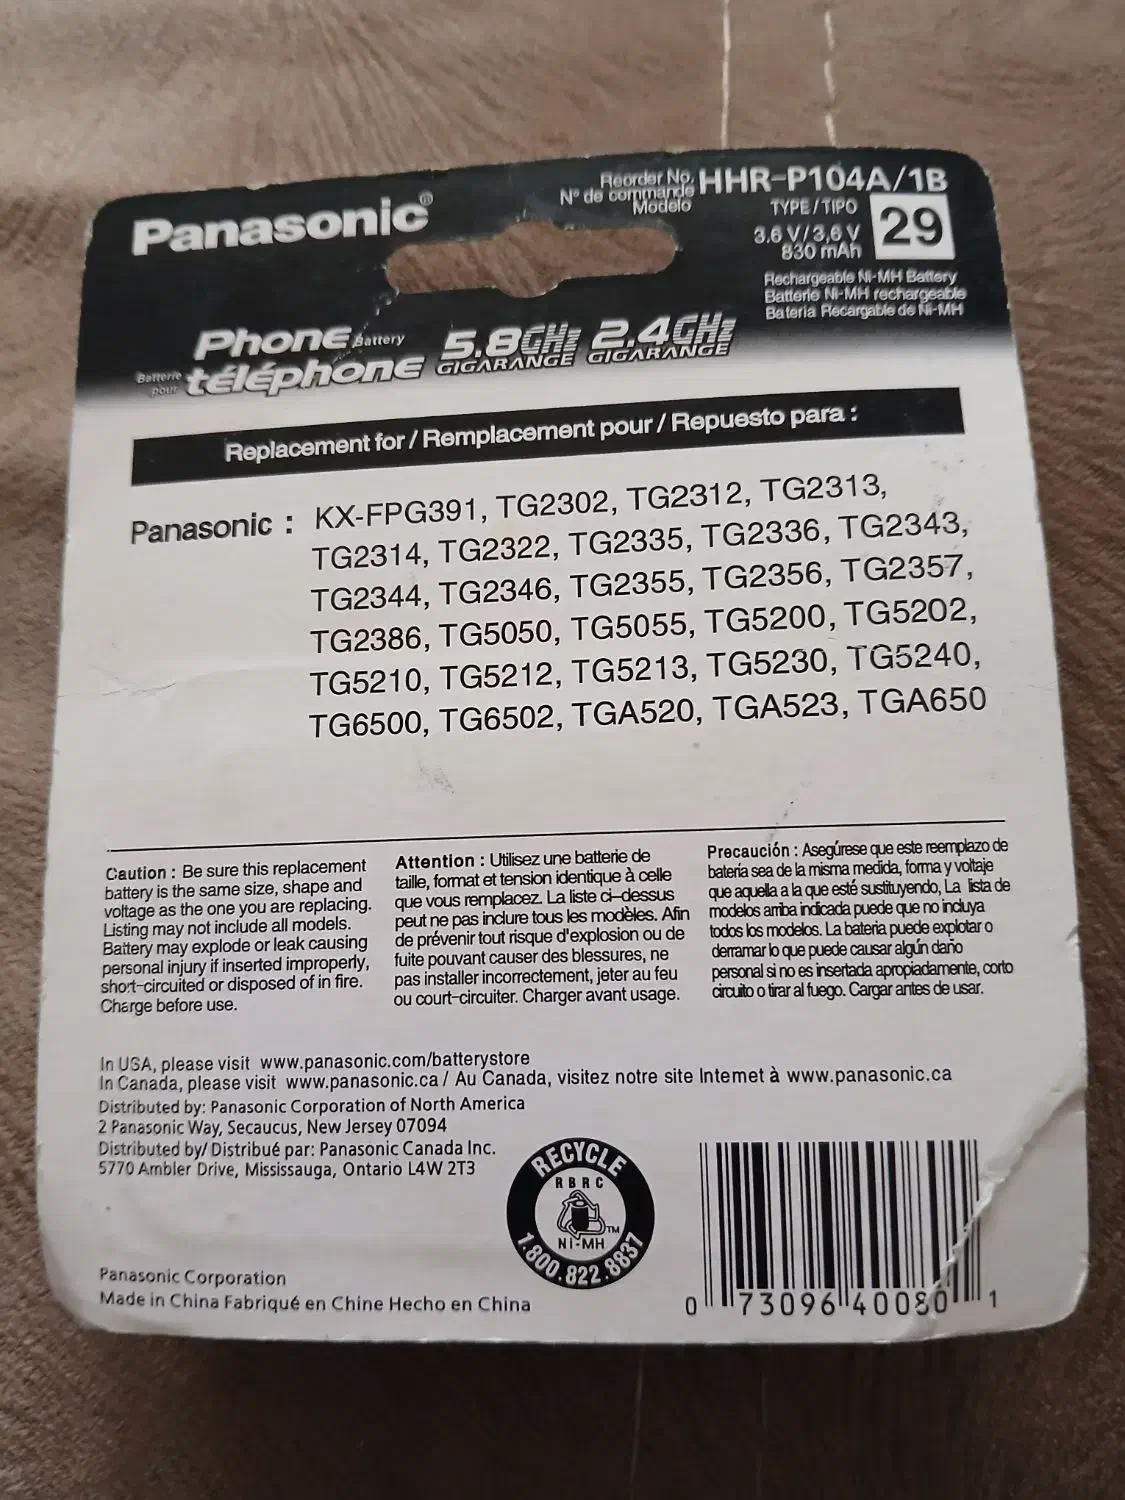 Panasonic®
Reorder No. HHR-P104A/1B
N° de commande
Modelo
TYPE/TIPO
29
3.6 V/3,6 V
830 mAh
Rechargeable Ni-MH Battery
Batterie Ni-MH rechargeable
Bateria Recargable de Ni-MH
Phone Battery
Batterie pour téléphone
5.8GHz GIGARANGE
2.4GHz GIGARANGE
Replacement for / Remplacement pour / Repuesto para :
Panasonic : KX-FPG391, TG2302, TG2312, TG2313,
TG2314, TG2322, TG2335, TG2336, TG2343,
TG2344, TG2346, TG2355, TG2356, TG2357,
TG2386, TG5050, TG5055, TG5200, TG5202,
TG5210, TG5212, TG5213, TG5230, TG5240,
TG6500, TG6502, TGA520, TGA523, TGA650
Caution : Be sure this replacement
battery is the same size, shape and
voltage as the one you are replacing.
Listing may not include all models.
Battery may explode or leak causing
personal injury if inserted improperly,
short-circuited or disposed of in fire.
Charge before use.
Attention : Utilisez une batterie de
taille, format et tension identique à celle
que vous remplacez. La liste ci-dessus
peut ne pas inclure tous les modèles. Afin
de prévenir tout risque d'explosion ou de
fuite pouvant causer des blessures, ne
pas installer incorrectement, jeter au feu
ou court-circuiter. Charger avant usage.
Precaución : Asegúrese que este reemplazo de
batería sea de la misma medida, forma y voltaje
que aquella a la que esté sustituyendo, La lista de
modelos arriba indicada puede que no incluya
todos los modelos. La batería puede explotar o
derramar lo que puede causar algún daño
personal si no es insertada apropiadamente, corto
circuito o tirar al fuego. Cargar antes de usar.
In USA, please visit www.panasonic.com/batterystore
In Canada, please visit www.panasonic.ca / Au Canada, visitez notre site Internet à www.panasonic.ca
Distributed by: Panasonic Corporation of North America
2 Panasonic Way, Secaucus, New Jersey 07094
Distributed by/ Distribué par: Panasonic Canada Inc.
5770 Ambler Drive, Mississauga, Ontario L4W 2T3
RECYCLE
RBRC
TM
Ni-MH
1.800.822.8837
Panasonic Corporation
Made in China Fabriqué en Chine Hecho en China
0 73096 40080 1